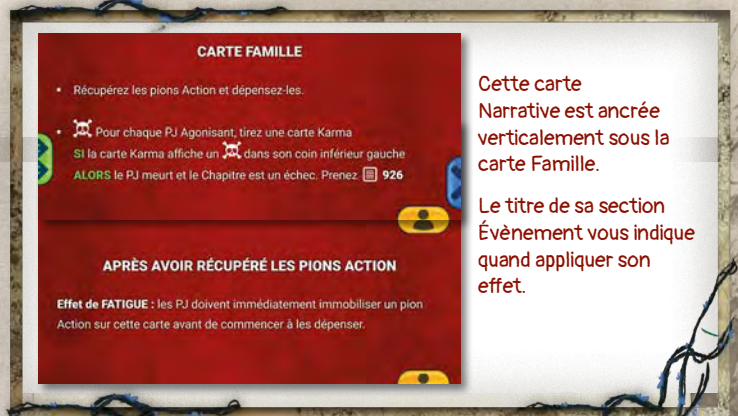 CARTE FAMILLE
• Récupérez les pions Action et dépensez-les.
• Pour chaque PJ Agonisant, tirez une carte Karma
SI la carte Karma affiche un dans son coin inférieur gauche
ALORS le PJ meurt et le Chapitre est un échec. Prenez 926
APRÈS AVOIR RÉCUPÉRÉ LES PIONS ACTION
Effet de FATIGUE : les PJ doivent immédiatement immobiliser un pion
Action sur cette carte avant de commencer à les dépenser.
Cette carte
Narrative est ancrée
verticalement sous la
carte Famille.
Le titre de sa section
Évènement vous indique
quand appliquer son
effet.